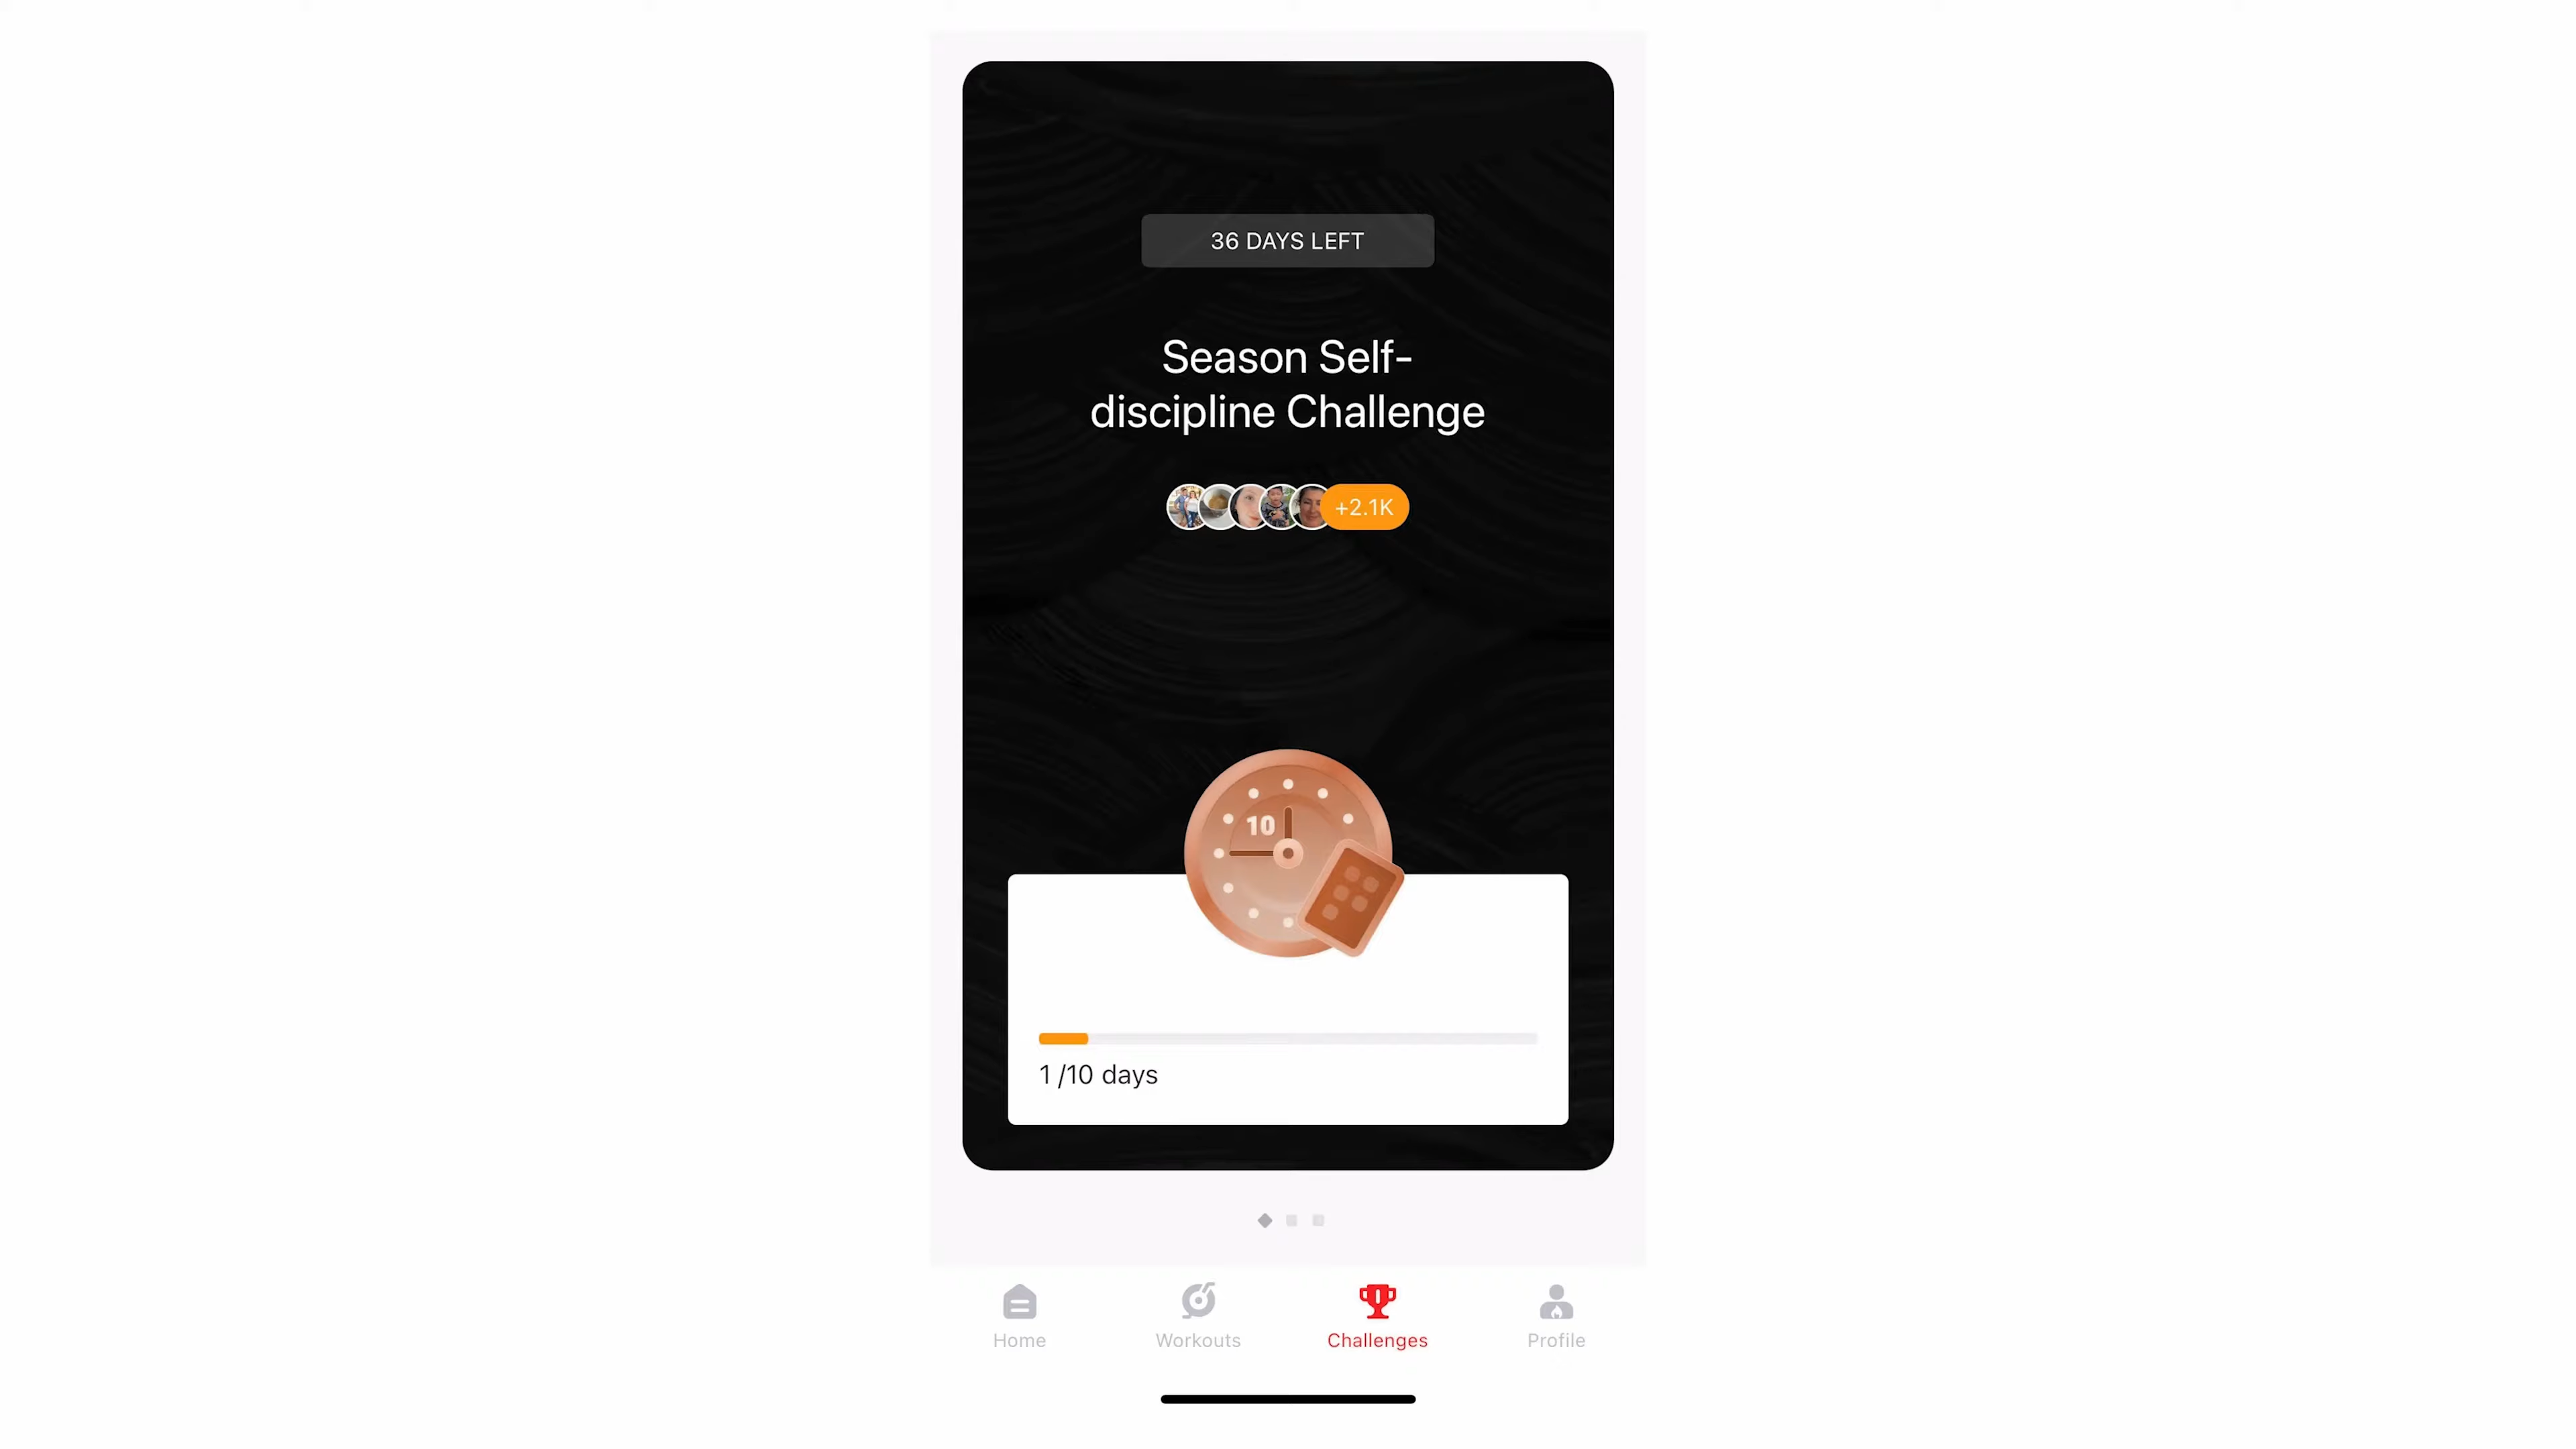 36 DAYS LEFT
Season Self-
discipline Challenge
+2.1K
10
1 /10 days
Home
Workouts
Challenges
Profile